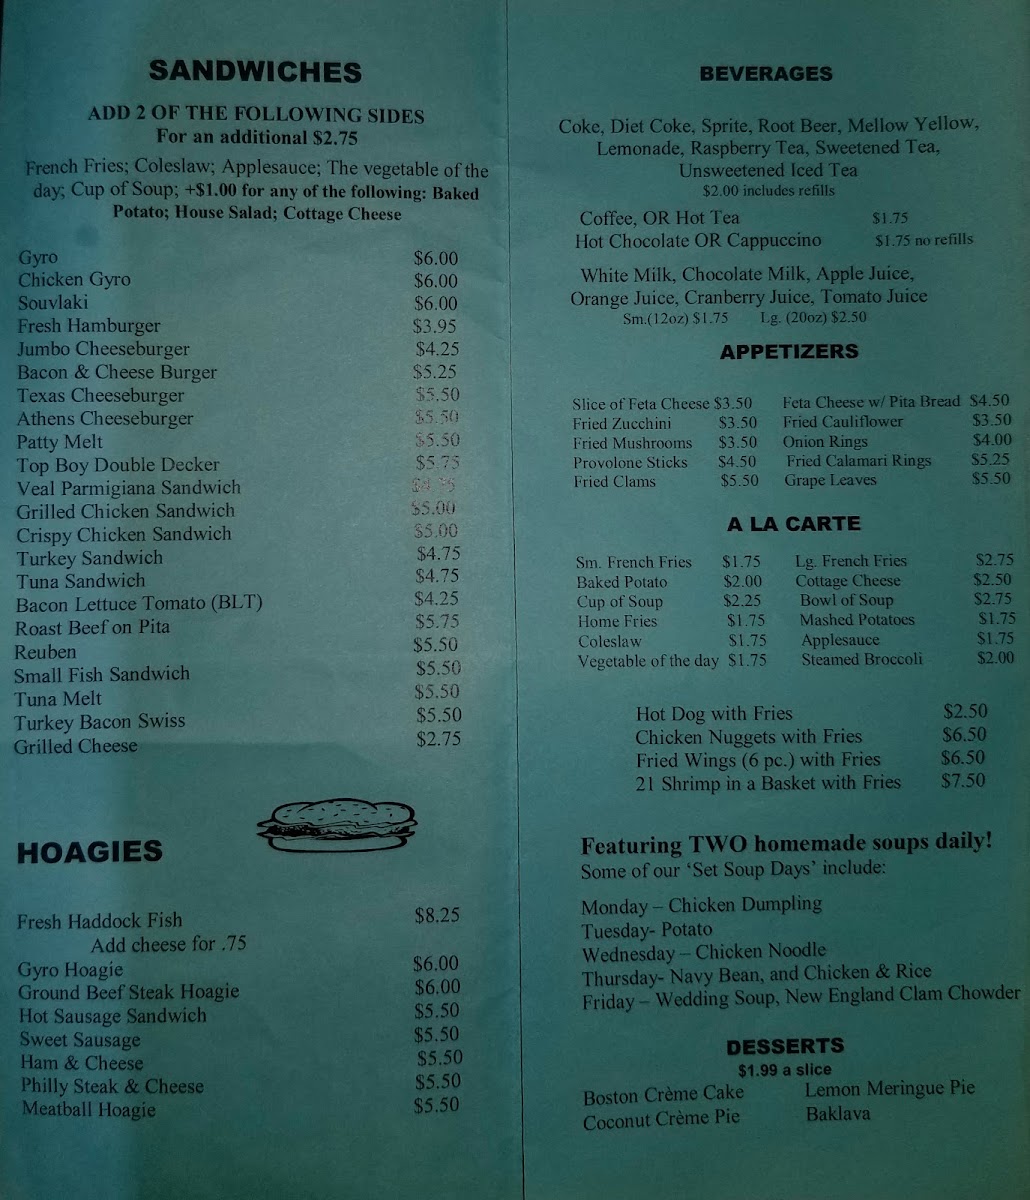 SANDWICHES
ADD 2 OF THE FOLLOWING SIDES
For an additional $2.75
French Fries; Coleslaw; Applesauce; The vegetable of the
day; Cup of Soup; +$1.00 for any of the following: Baked
Potato; House Salad; Cottage Cheese
Gyro $6.00
Chicken Gyro $6.00
Souvlaki $6.00
Fresh Hamburger $3.95
Jumbo Cheeseburger $4.25
Bacon & Cheese Burger $5.25
Texas Cheeseburger $5.50
Athens Cheeseburger $5.50
Patty Melt $5.50
Top Boy Double Decker $5.75
Veal Parmigiana Sandwich
Grilled Chicken Sandwich $5.00
Crispy Chicken Sandwich $5.00
Turkey Sandwich $4.75
Tuna Sandwich $4.75
Bacon Lettuce Tomato (BLT) $4.25
Roast Beef on Pita $5.75
Reuben $5.50
Small Fish Sandwich $5.50
Tuna Melt $5.50
Turkey Bacon Swiss $5.50
Grilled Cheese $2.75
HOAGIES
Fresh Haddock Fish $8.25
Add cheese for .75
Gyro Hoagie $6.00
Ground Beef Steak Hoagie $6.00
Hot Sausage Sandwich $5.50
Sweet Sausage $5.50
Ham & Cheese $5.50
Philly Steak & Cheese $5.50
Meatball Hoagie $5.50
BEVERAGES
Coke, Diet Coke, Sprite, Root Beer, Mellow Yellow,
Lemonade, Raspberry Tea, Sweetened Tea,
Unsweetened Iced Tea
$2.00 includes refills
Coffee, OR Hot Tea $1.75
Hot Chocolate OR Cappuccino $1.75 no refills
White Milk, Chocolate Milk, Apple Juice,
Orange Juice, Cranberry Juice, Tomato Juice
Sm.(12oz) $1.75 Lg. (20oz) $2.50
APPETIZERS
Slice of Feta Cheese $3.50 Feta Cheese w/ Pita Bread $4.50
Fried Zucchini $3.50 Fried Cauliflower $3.50
Fried Mushrooms $3.50 Onion Rings $4.00
Provolone Sticks $4.50 Fried Calamari Rings $5.25
Fried Clams $5.50 Grape Leaves $5.50
A LA CARTE
Sm. French Fries $1.75 Lg. French Fries $2.75
Baked Potato $2.00 Cottage Cheese $2.50
Cup of Soup $2.25 Bowl of Soup $2.75
Home Fries $1.75 Mashed Potatoes $1.75
Coleslaw $1.75 Applesauce $1.75
Vegetable of the day $1.75 Steamed Broccoli $2.00
Hot Dog with Fries $2.50
Chicken Nuggets with Fries $6.50
Fried Wings (6 pc.) with Fries $6.50
21 Shrimp in a Basket with Fries $7.50
Featuring TWO homemade soups daily!
Some of our ‘Set Soup Days’ include:
Monday – Chicken Dumpling
Tuesday- Potato
Wednesday – Chicken Noodle
Thursday- Navy Bean, and Chicken & Rice
Friday – Wedding Soup, New England Clam Chowder
DESSERTS
$1.99 a slice
Boston Crème Cake Lemon Meringue Pie
Coconut Crème Pie Baklava